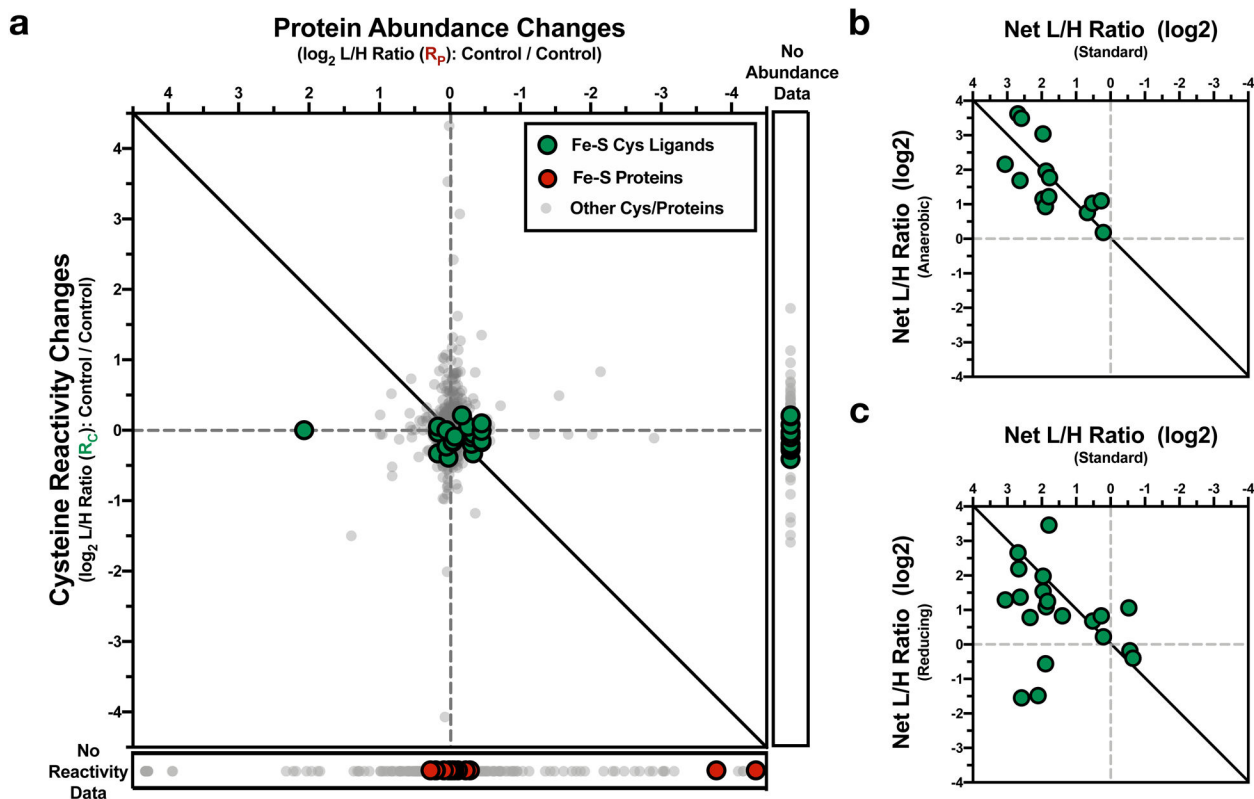 a
Protein Abundance Changes
(log2 L/H Ratio (RP): Control / Control)
No
Abundance
Data
4 3 2 1 0 -1 -2 -3 -4
Cysteine Reactivity Changes
(log2 L/H Ratio (RC): Control / Control)
4
3
2
1
0
-1
-2
-3
-4
Fe-S Cys Ligands
Fe-S Proteins
Other Cys/Proteins
No
Reactivity
Data
b
Net L/H Ratio (log2)
(Standard)
4 3 2 1 0 -1 -2 -3 -4
Net L/H Ratio (log2)
(Anaerobic)
4
3
2
1
0
-1
-2
-3
-4
c
Net L/H Ratio (log2)
(Standard)
4 3 2 1 0 -1 -2 -3 -4
Net L/H Ratio (log2)
(Reducing)
4
3
2
1
0
-1
-2
-3
-4